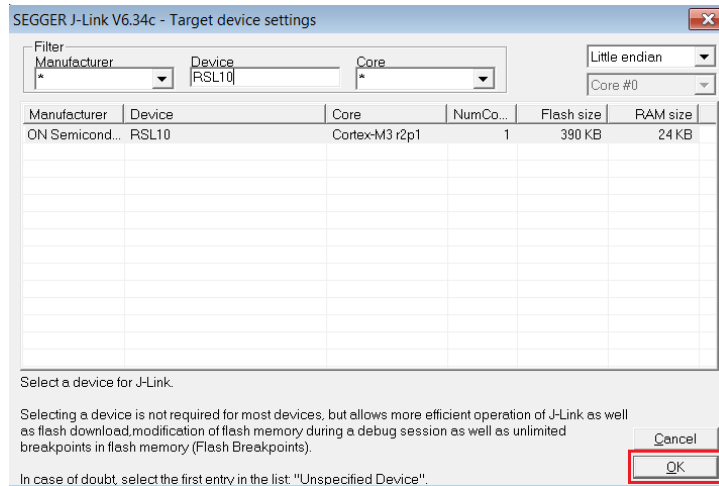 SEGGER J-Link V6.34c - Target device settings
Filter
Manufacturer Device Core
* RSL10 *
Little endian
Core #0
Manufacturer Device Core NumCo... Flash size RAM size
ON Semicond... RSL10 Cortex-M3 r2p1 1 390 KB 24 KB
Select a device for J-Link.
Selecting a device is not required for most devices, but allows more efficient operation of J-Link as well
as flash download,modification of flash memory during a debug session as well as unlimited
breakpoints in flash memory (Flash Breakpoints).
In case of doubt, select the first entry in the list: "Unspecified Device".
Cancel
OK